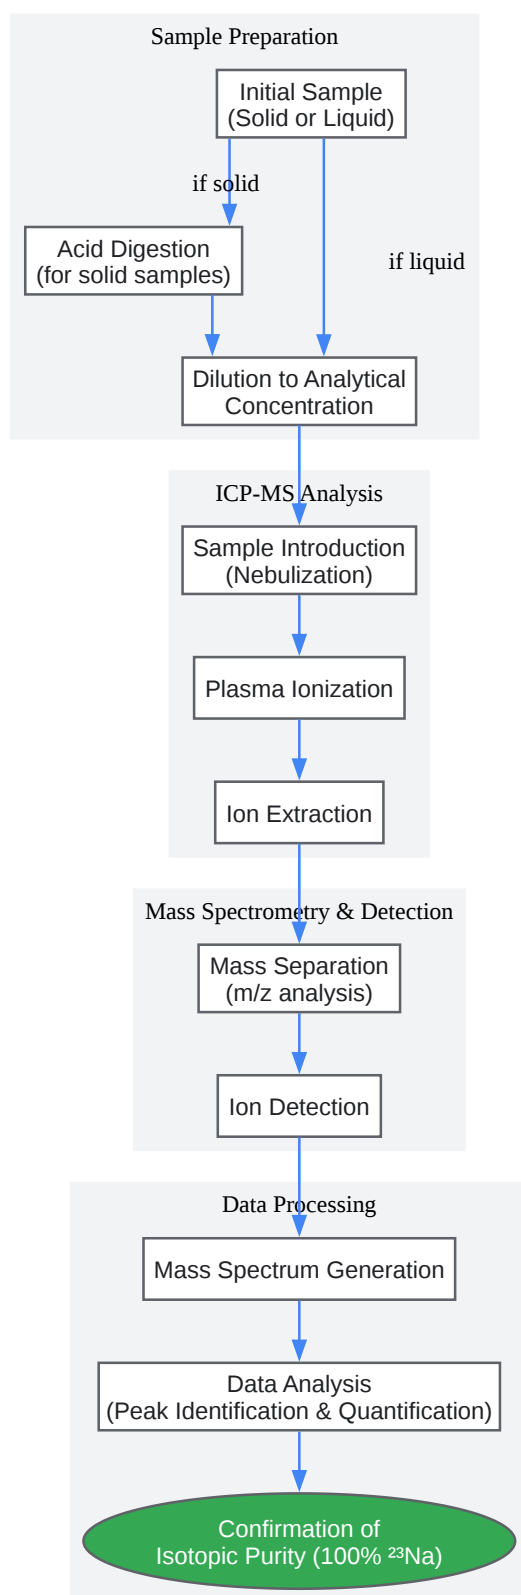 Sample Preparation
Initial Sample
(Solid or Liquid)
if solid
Acid Digestion
(for solid samples)
if liquid
Dilution to Analytical
Concentration
ICP-MS Analysis
Sample Introduction
(Nebulization)
Plasma Ionization
Ion Extraction
Mass Spectrometry & Detection
Mass Separation
(m/z analysis)
Ion Detection
Data Processing
Mass Spectrum Generation
Data Analysis
(Peak Identification & Quantification)
Confirmation of
Isotopic Purity (100% ²³Na)